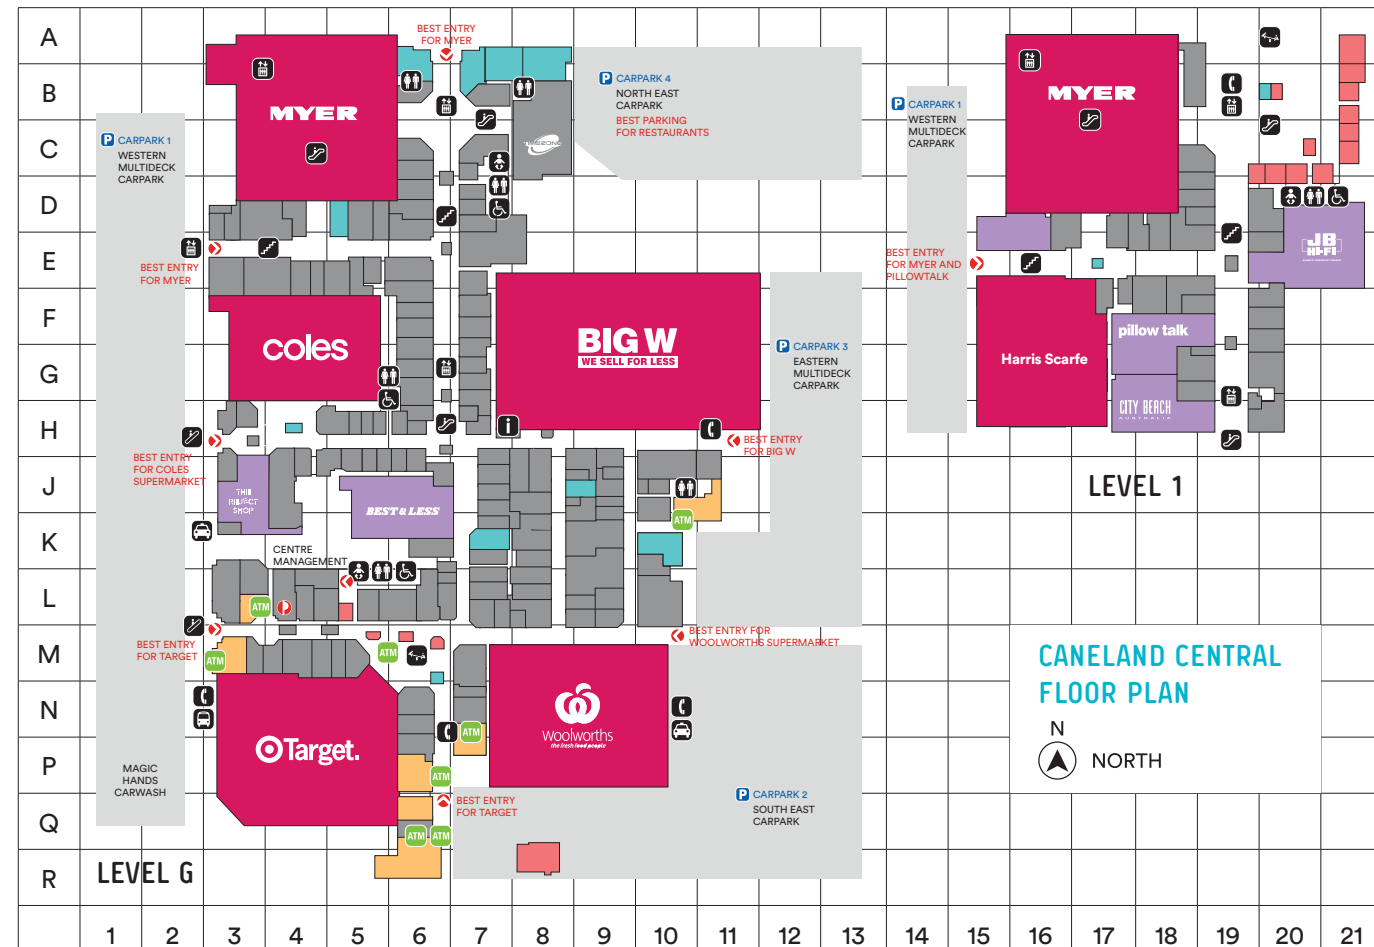 A
B
C
D
E
F
G
H
J
K
L
M
N
P
Q
R
1
2
3
4
5
6
7
8
9
10
11
12
13
14
15
16
17
18
19
20
21
LEVEL G
P CARPARK 1
WESTERN
MULTIDECK
CARPARK
MYER
BEST ENTRY
FOR MYER
TIMEZONE
P CARPARK 4
NORTH EAST
CARPARK
BEST PARKING
FOR RESTAURANTS
BEST ENTRY
FOR MYER
coles
BIG W
WE SELL FOR LESS
P CARPARK 3
EASTERN
MULTIDECK
CARPARK
i
BEST ENTRY
FOR BIG W
BEST ENTRY
FOR COLES
SUPERMARKET
THE
REJECT
SHOP
BEST & LESS
ATM
CENTRE
MANAGEMENT
ATM
P
BEST ENTRY
FOR TARGET
ATM
ATM
BEST ENTRY FOR
WOOLWORTHS SUPERMARKET
Target.
Woolworths
the fresh food people
ATM
ATM
MAGIC
HANDS
CARWASH
BEST ENTRY
FOR TARGET
ATM
ATM
P CARPARK 2
SOUTH EAST
CARPARK
P CARPARK 1
WESTERN
MULTIDECK
CARPARK
MYER
BEST ENTRY
FOR MYER AND
PILLOWTALK
JB
HI-FI
Harris Scarfe
pillow talk
CITY BEACH
AUSTRALIA
LEVEL 1
CANELAND CENTRAL
FLOOR PLAN
N
NORTH